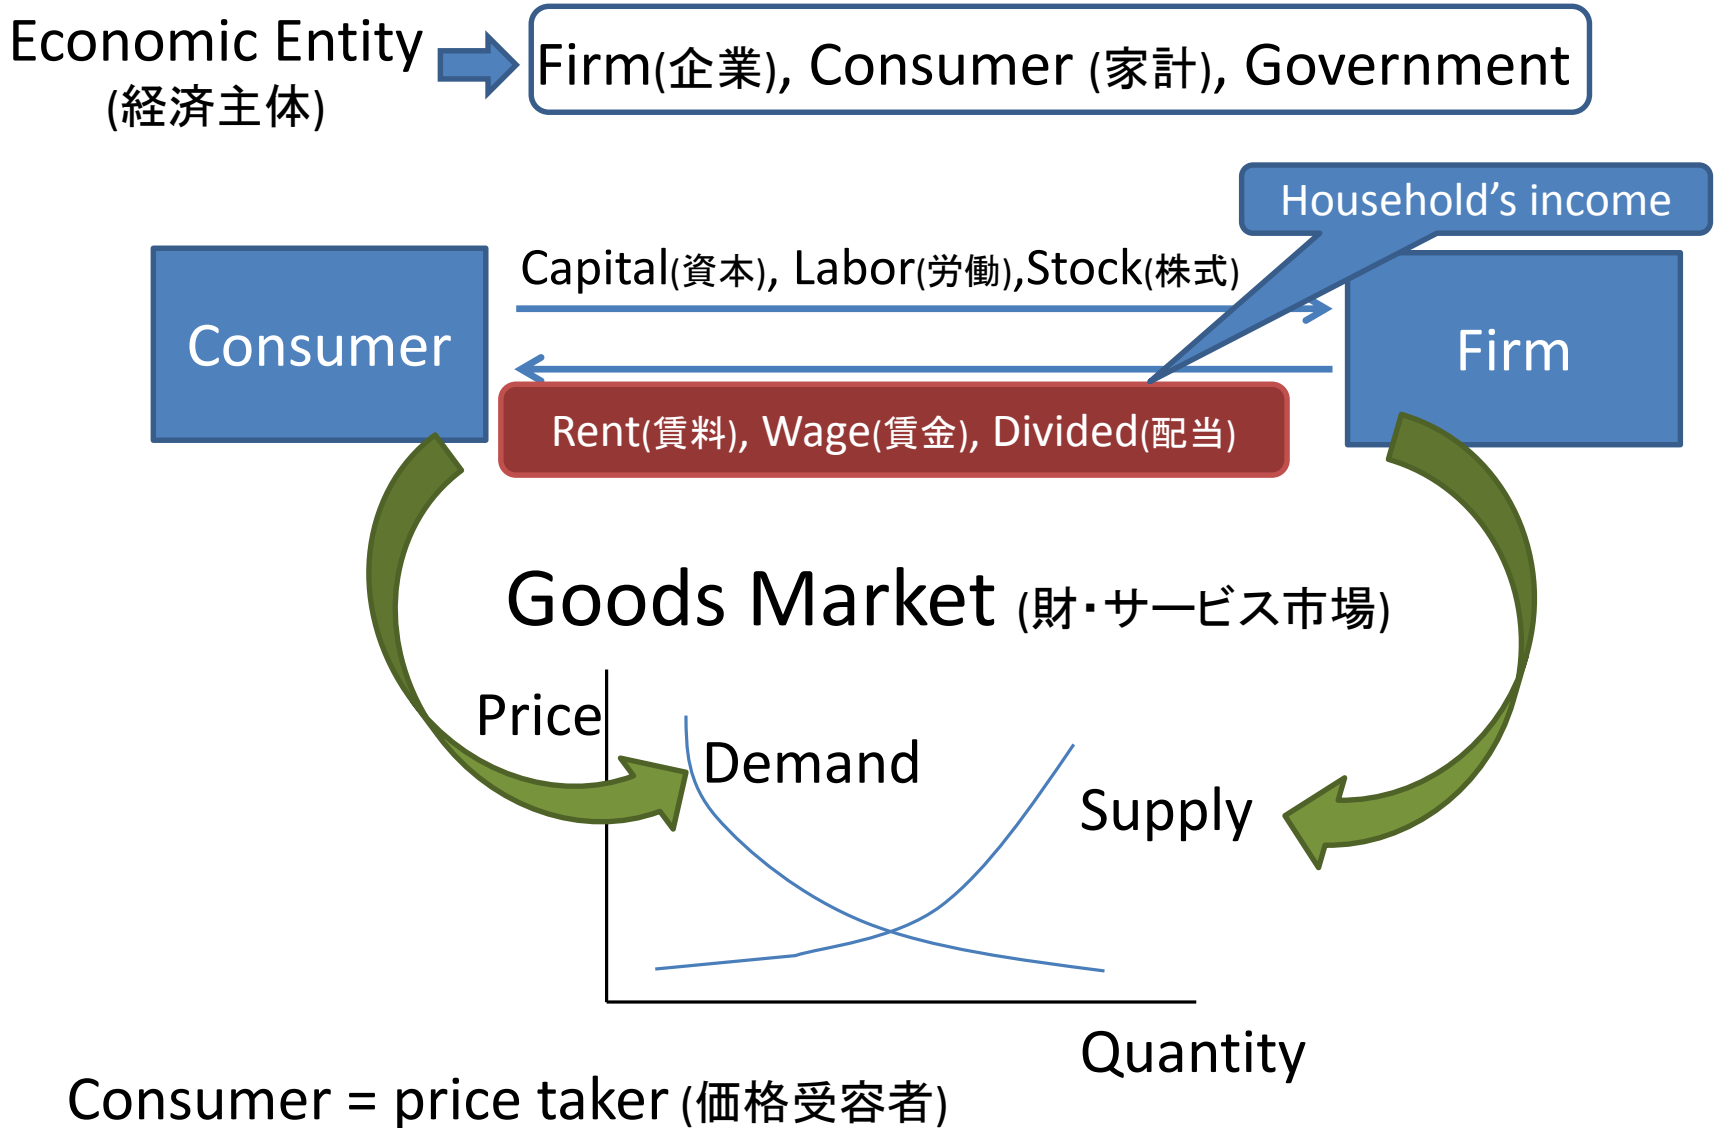 Economic Entity
(経済主体)
Firm(企業), Consumer (家計), Government
Household’s income
Capital(資本), Labor(労働),Stock(株式)
Consumer
Firm
Rent(賃料), Wage(賃金), Divided(配当)
Goods Market (財・サービス市場)
Price
Demand
Supply
Quantity
Consumer = price taker (価格受容者)